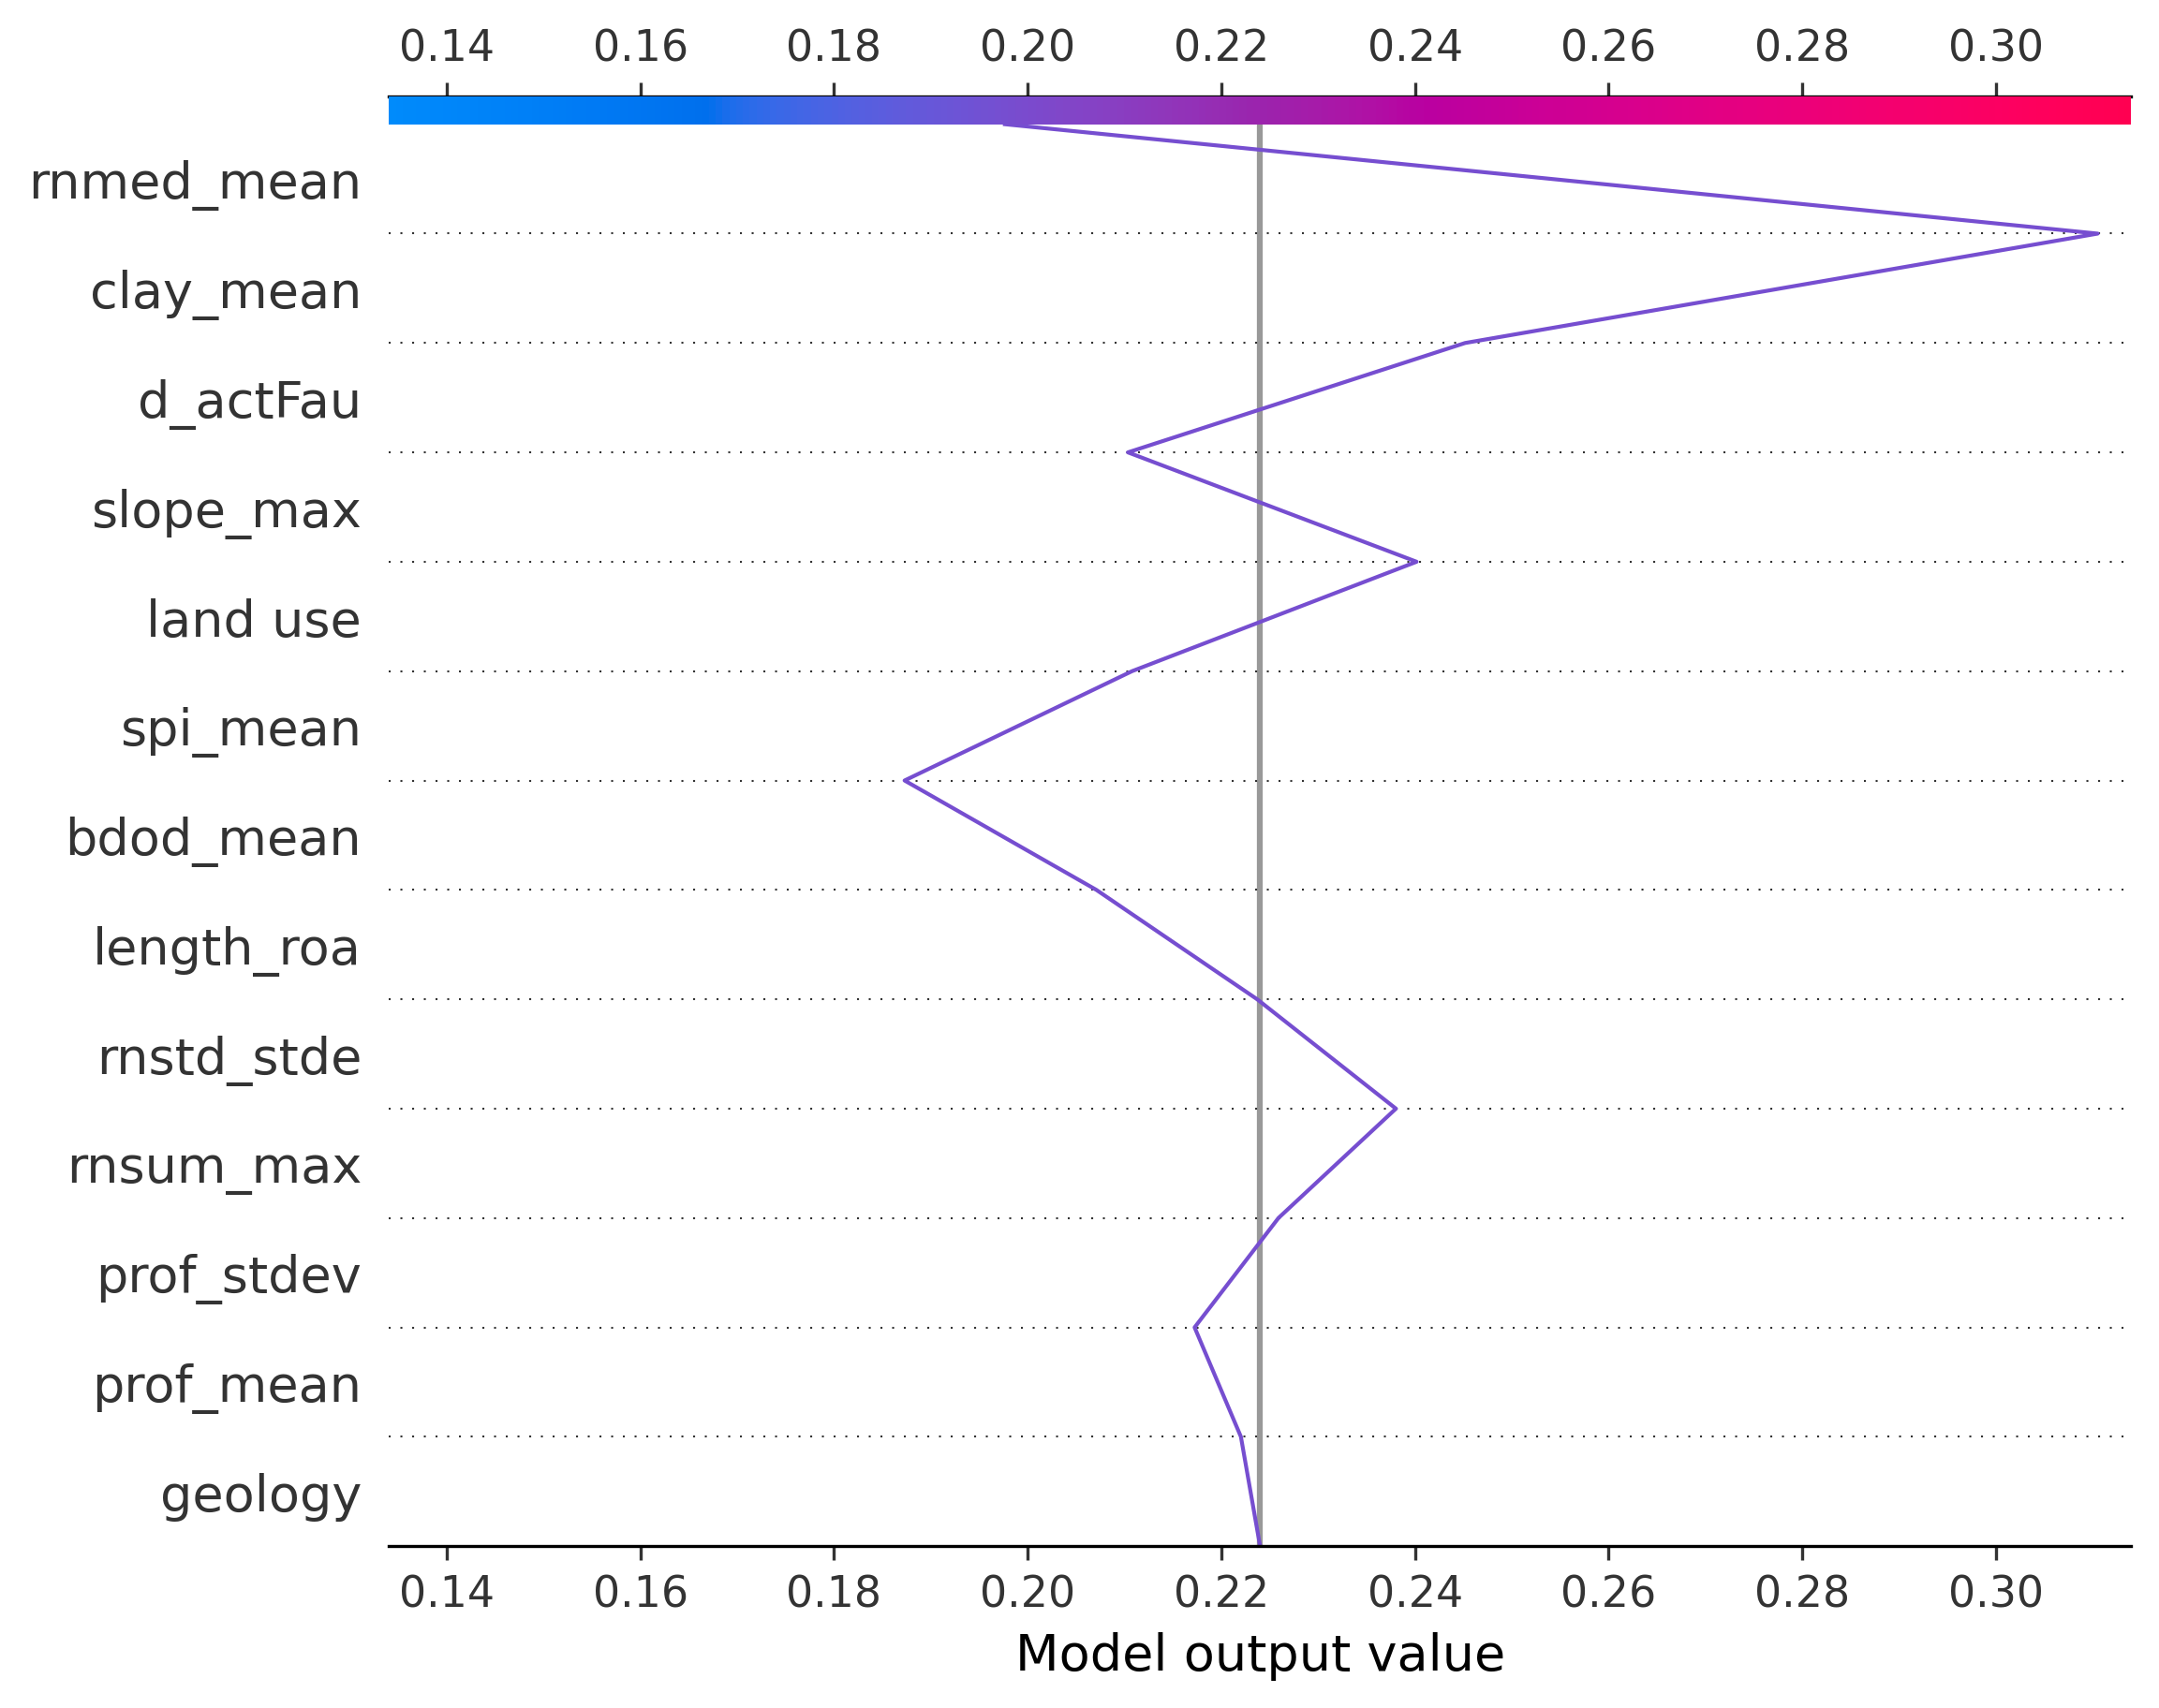 0.14 0.16 0.18 0.20 0.22 0.24 0.26 0.28 0.30
rnmed_mean
clay_mean
d_actFau
slope_max
land use
spi_mean
bdod_mean
length_roa
rnstd_stde
rnsum_max
prof_stdev
prof_mean
geology
0.14 0.16 0.18 0.20 0.22 0.24 0.26 0.28 0.30
Model output value